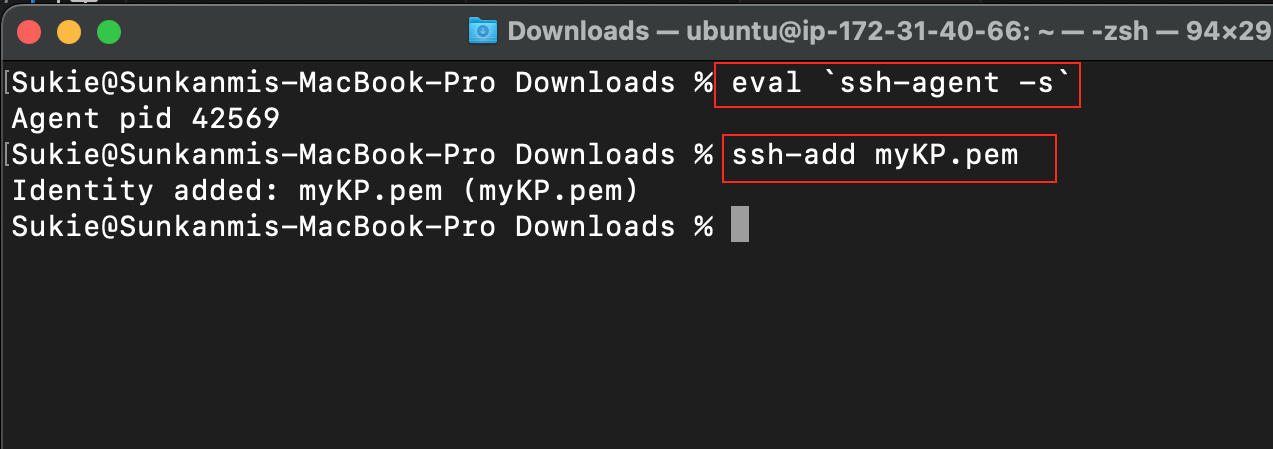 Downloads — ubuntu@ip-172-31-40-66: ~ — -zsh — 94×29
[Sukie@Sunkanmis-MacBook-Pro Downloads % eval `ssh-agent -s`
Agent pid 42569
[Sukie@Sunkanmis-MacBook-Pro Downloads % ssh-add myKP.pem
Identity added: myKP.pem (myKP.pem)
Sukie@Sunkanmis-MacBook-Pro Downloads %